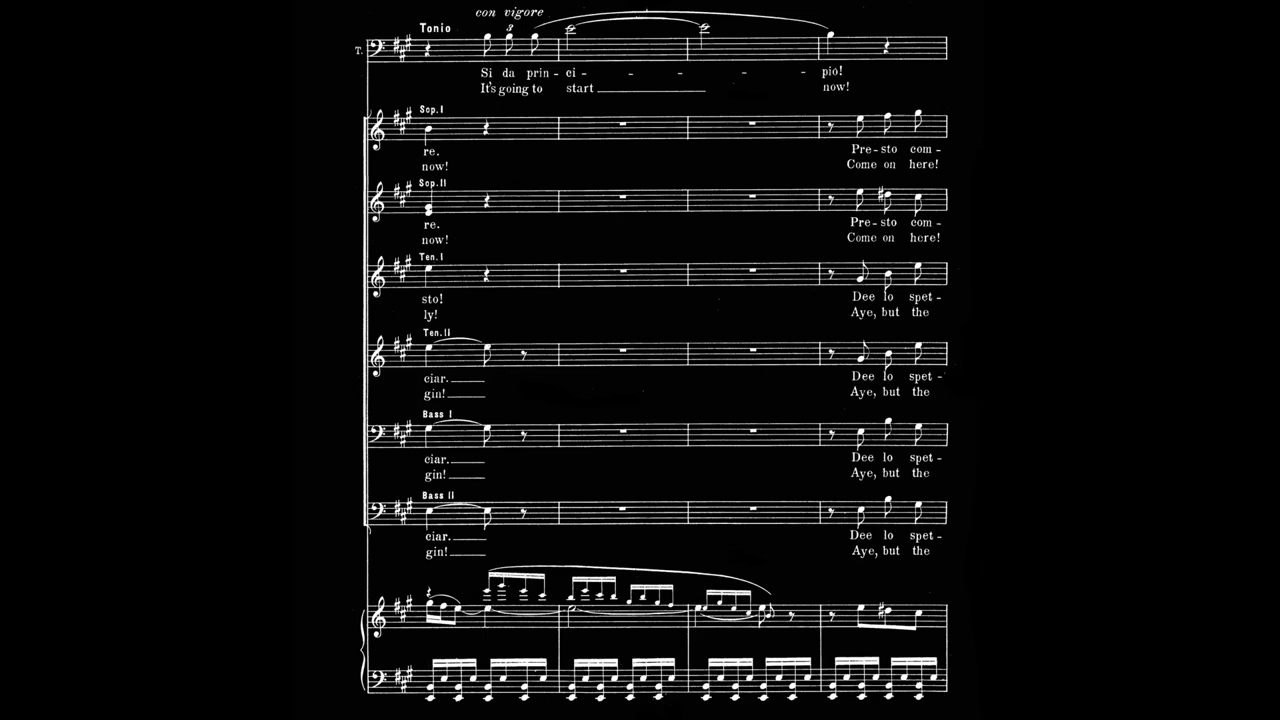 con vigore
Tonio
3
T.
Si da prin - ci - - - - - piò!
It's going to start now!
Sop. I
re. Pre - sto com -
now! Come on here!
Sop. II
re. Pre - sto com -
now! Come on here!
Ten. I
sto! Dee lo spet -
ly! Aye, but the
Ten. II
ciar. Dee lo spet -
gin! Aye, but the
Bass I
ciar. Dee lo spet -
gin! Aye, but the
Bass II
ciar. Dee lo spet -
gin! Aye, but the